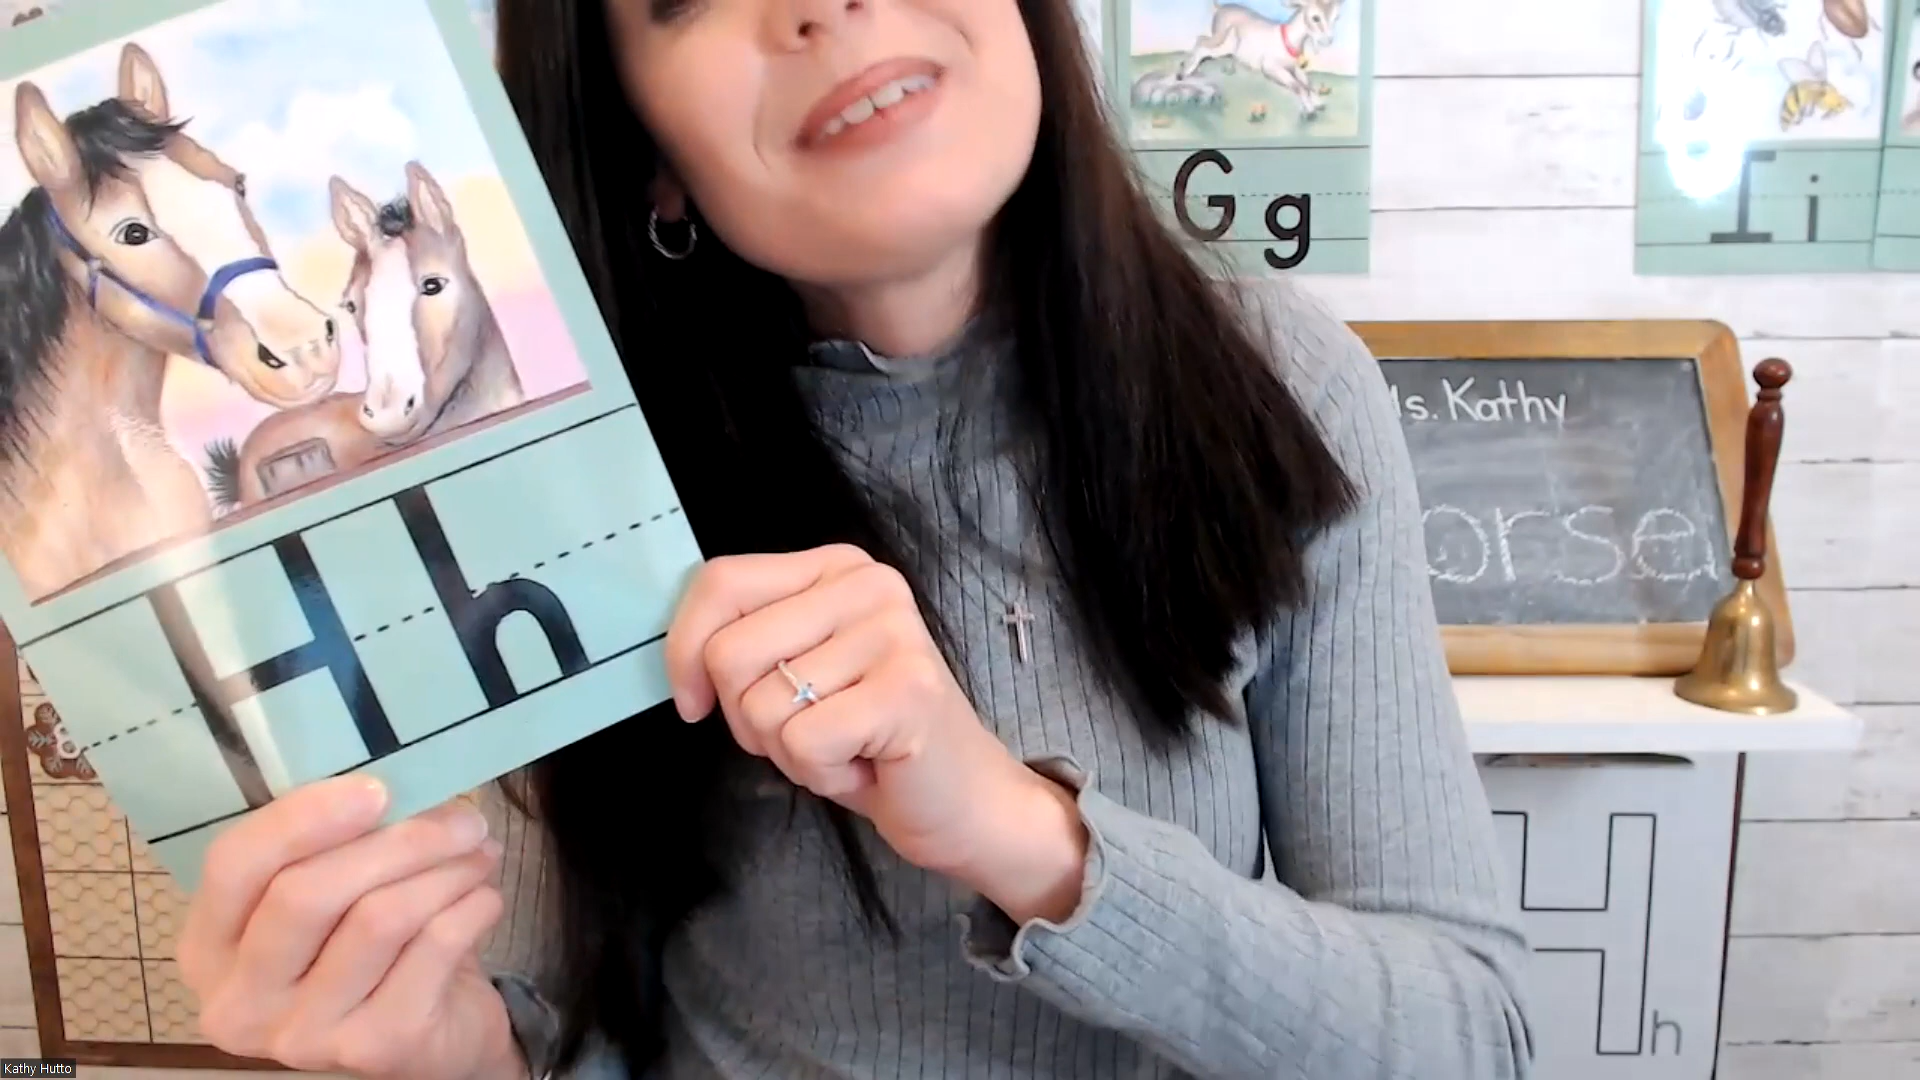 Hh
Gg
Ii
Ms. Kathy
orse
H
h
Kathy Hutto